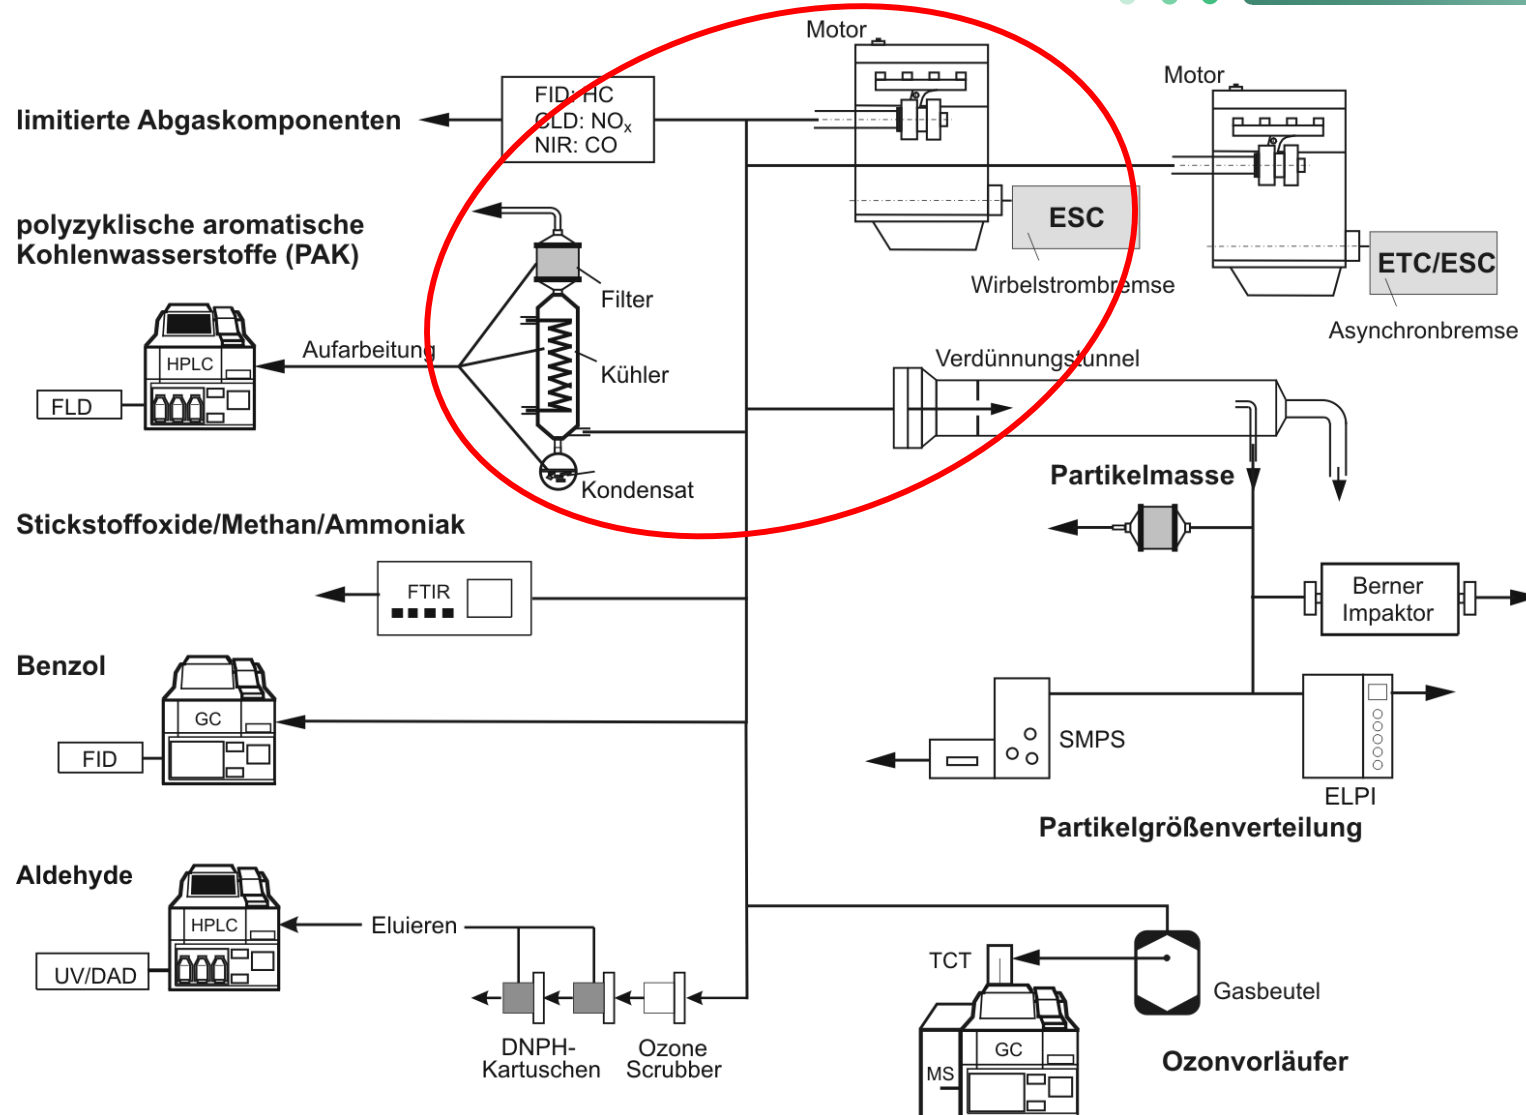 Motor
Motor
FID: HC
CLD: NOx
NIR: CO
limitierte Abgaskomponenten
polyzyklische aromatische
Kohlenwasserstoffe (PAK)
ESC
Wirbelstrombremse
ETC/ESC
Asynchronbremse
Filter
Aufarbeitung
HPLC
FLD
Kühler
Verdünnungstunnel
Kondensat
Partikelmasse
Stickstoffoxide/Methan/Ammoniak
FTIR
Berner
Impaktor
Benzol
GC
FID
SMPS
ELPI
Partikelgrößenverteilung
Aldehyde
HPLC
Eluieren
UV/DAD
DNPH-
Kartuschen
Ozone
Scrubber
TCT
Gasbeutel
GC
MS
Ozonvorläufer